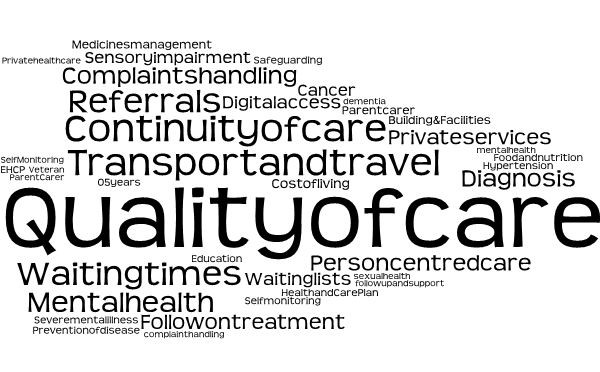 Medicinesmanagement
Privatehealthcare Sensoryimpairment Safeguarding
Complaintshandling
Cancer
Referrals Digitalaccess dementia
Parentcarer
Continuityofcare Building&Facilities
Privateservices
mentalhealth
SelfMonitoring Transportandtravel Foodandnutrition
EHCP Veteran Hypertension
ParentCarer
05years Costofliving Diagnosis
Qualityofcare
Education
Waitingtimes Personcentredcare
Waitinglists sexualhealth
followupandsupport
HealthandCarePlan
Mentalhealth Selfmonitoring
Severementalillness Followontreatment
Preventionofdisease
complainthandling